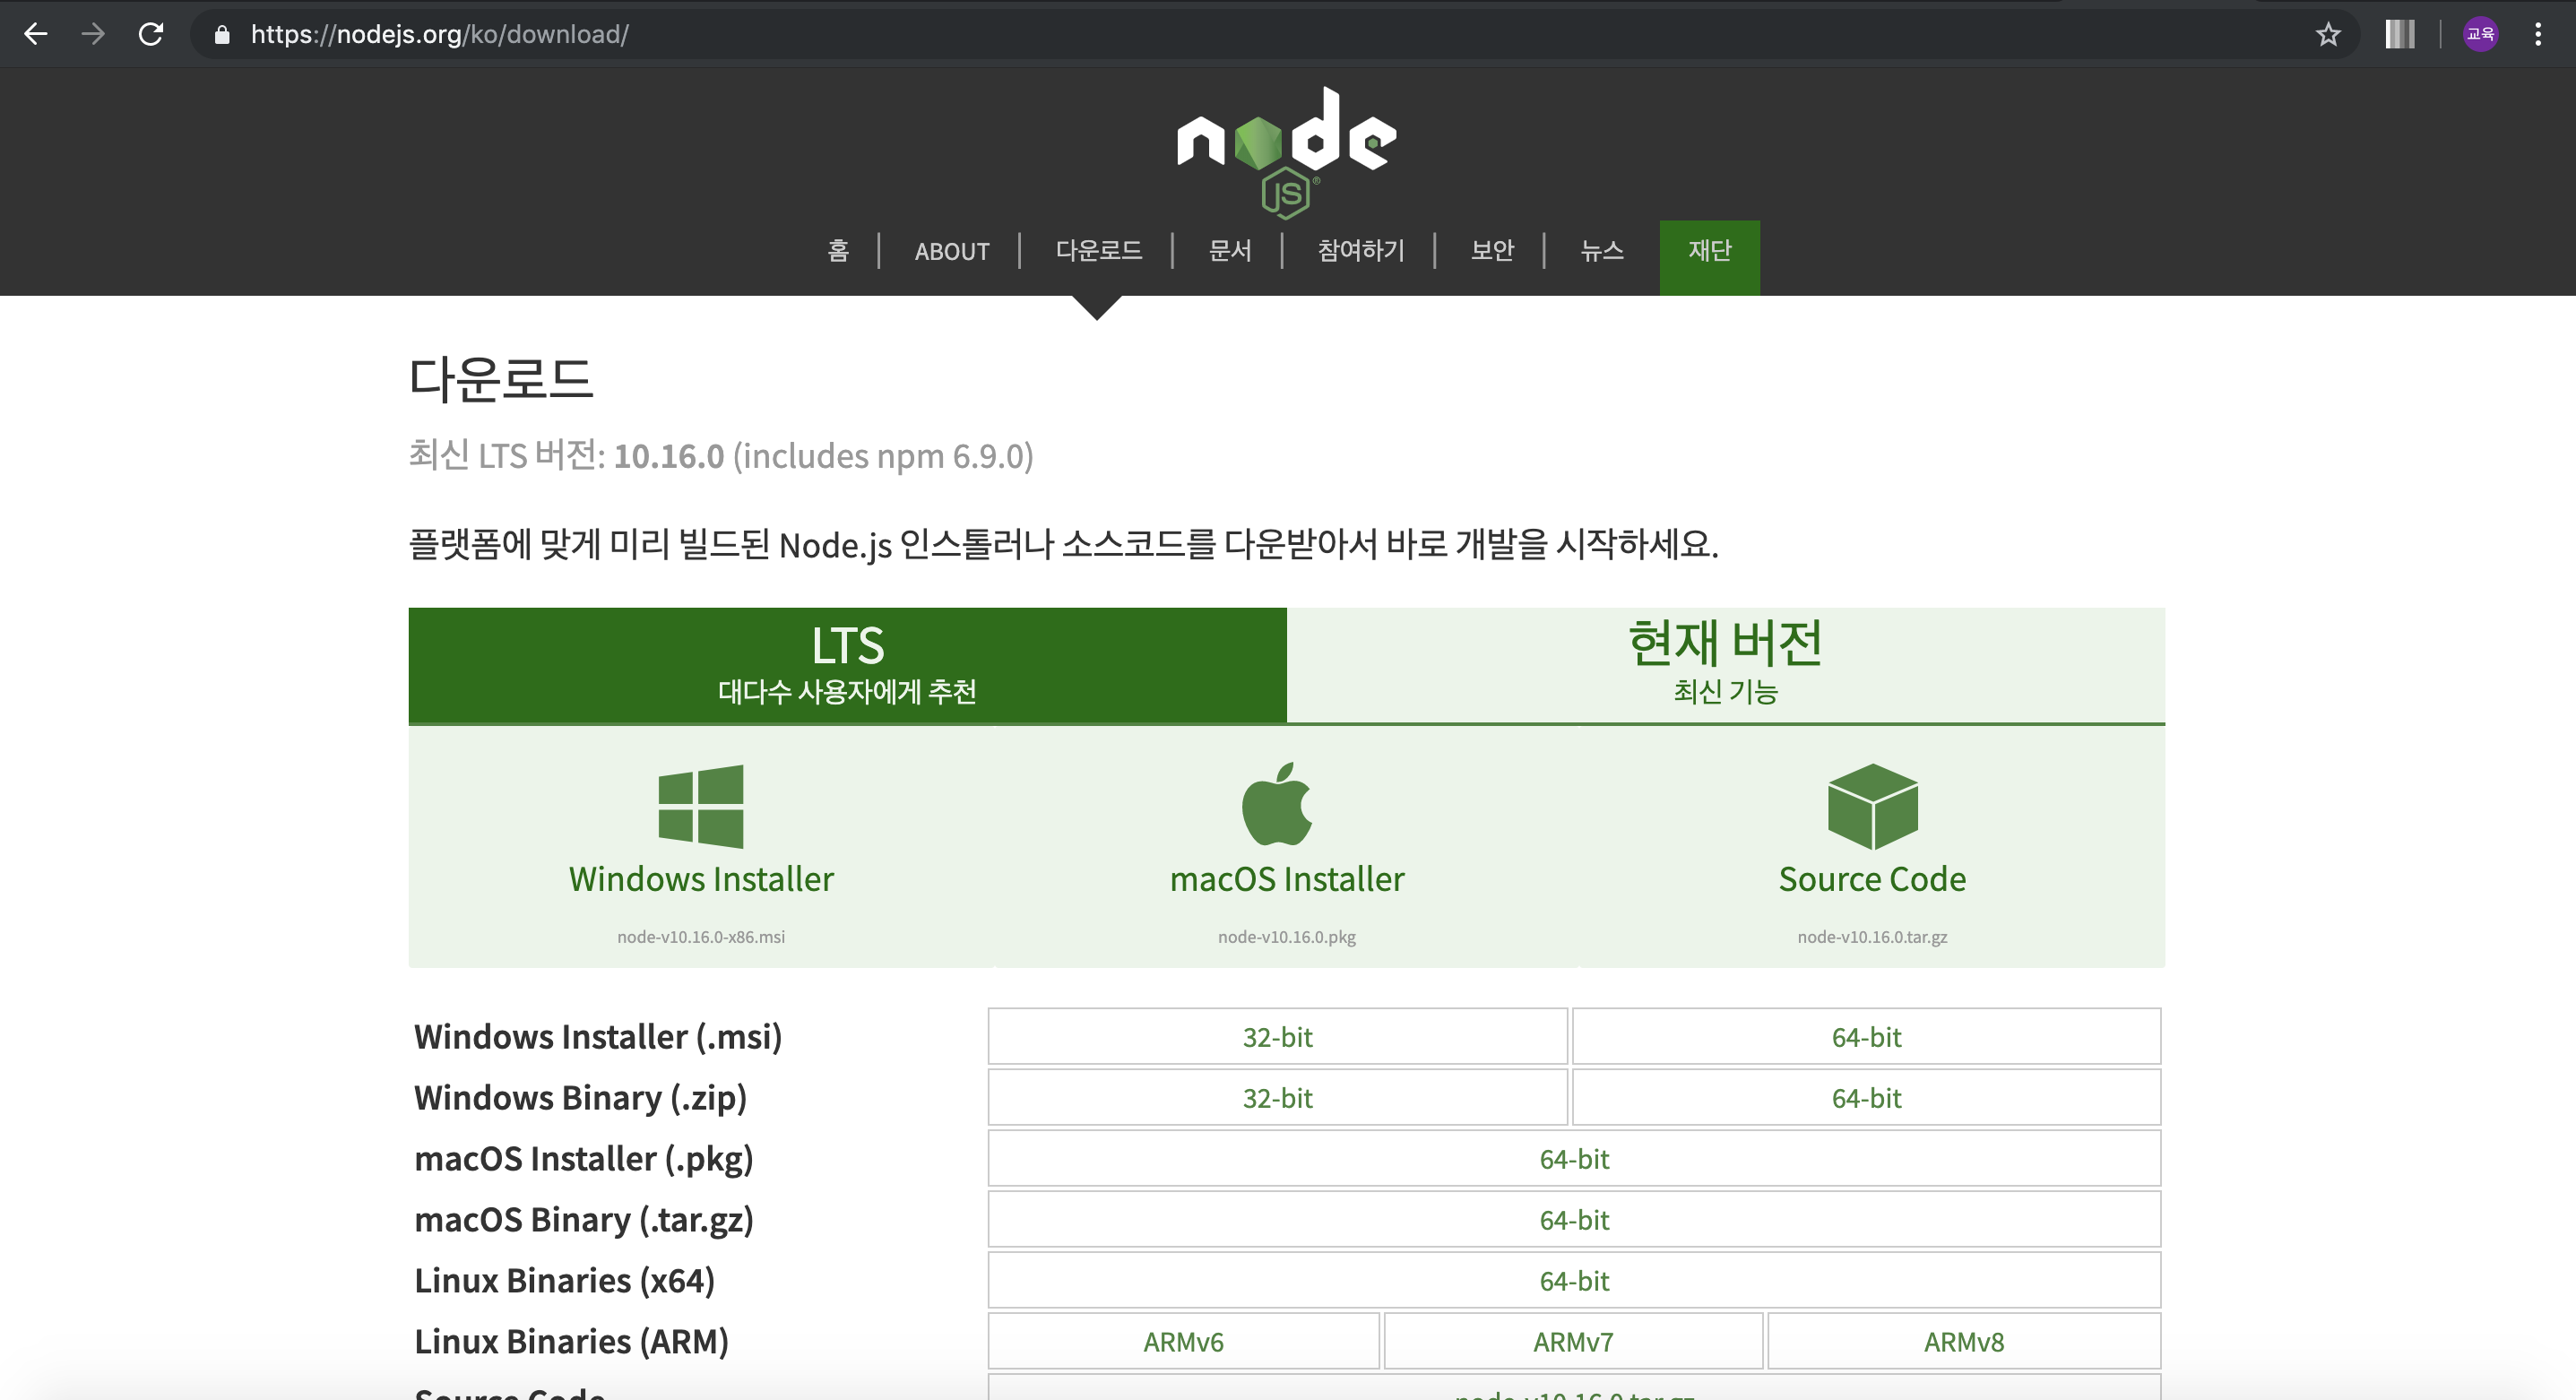 https://nodejs.org/ko/download/
교육
node
JS®
홈 ABOUT 다운로드 문서 참여하기 보안 뉴스 재단
다운로드
최신 LTS 버전: 10.16.0 (includes npm 6.9.0)
플랫폼에 맞게 미리 빌드된 Node.js 인스톨러나 소스코드를 다운받아서 바로 개발을 시작하세요.
LTS
대다수 사용자에게 추천
현재 버전
최신 기능
Windows Installer
node-v10.16.0-x86.msi
macOS Installer
node-v10.16.0.pkg
Source Code
node-v10.16.0.tar.gz
Windows Installer (.msi) 32-bit 64-bit
Windows Binary (.zip) 32-bit 64-bit
macOS Installer (.pkg) 64-bit
macOS Binary (.tar.gz) 64-bit
Linux Binaries (x64) 64-bit
Linux Binaries (ARM) ARMv6 ARMv7 ARMv8
Source Code node-v10.16.0.tar.gz